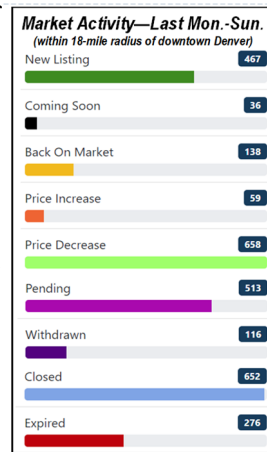 Market Activity—Last Mon.-Sun.
(within 18-mile radius of downtown Denver)
New Listing 467
Coming Soon 36
Back On Market 138
Price Increase 59
Price Decrease 658
Pending 513
Withdrawn 116
Closed 652
Expired 276